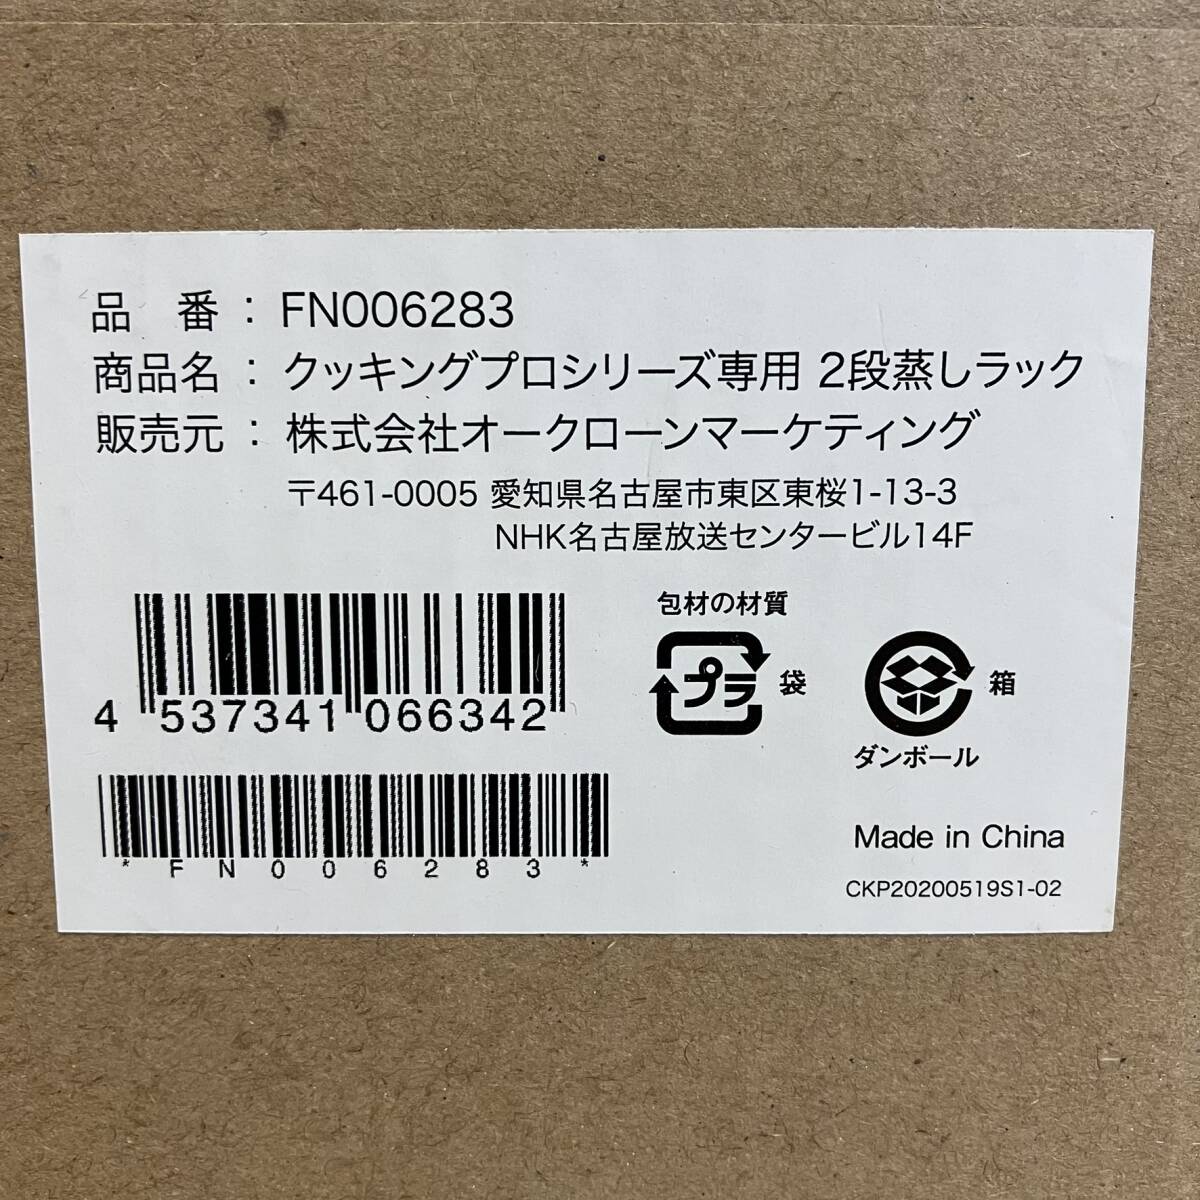 品　番 : FN006283
商品名 : クッキングプロシリーズ専用 2段蒸しラック
販売元 : 株式会社オークローンマーケティング
〒461-0005 愛知県名古屋市東区東桜1-13-3
NHK名古屋放送センタービル14F
4 537341 066342
*FN006283*
包材の材質
プラ 袋
箱
ダンボール
Made in China
CKP20200519S1-02